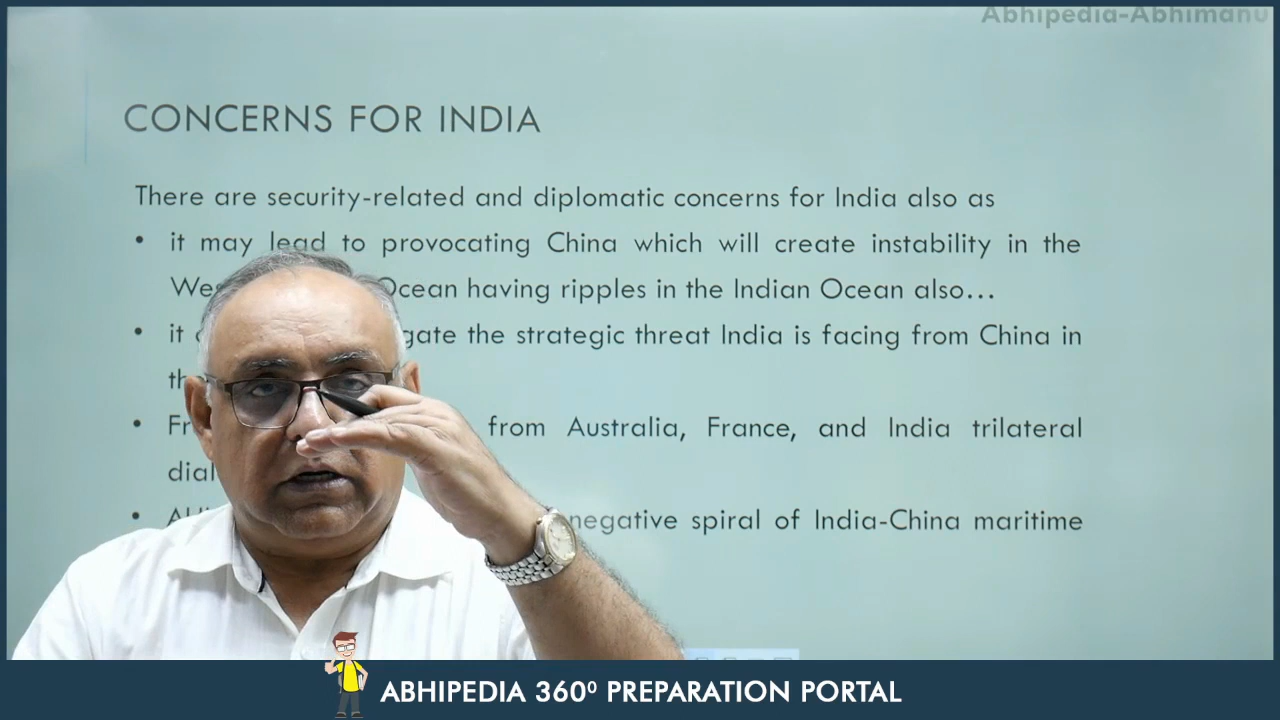 Abhipedia-Abhimanu
CONCERNS FOR INDIA
There are security-related and diplomatic concerns for India also as
• it may lead to provocating China which will create instability in the
Ocean having ripples in the Indian Ocean also…
• it the strategic threat India is facing from China in
• from Australia, France, and India trilateral
• negative spiral of India-China maritime
ABHIPEDIA 360⁰ PREPARATION PORTAL